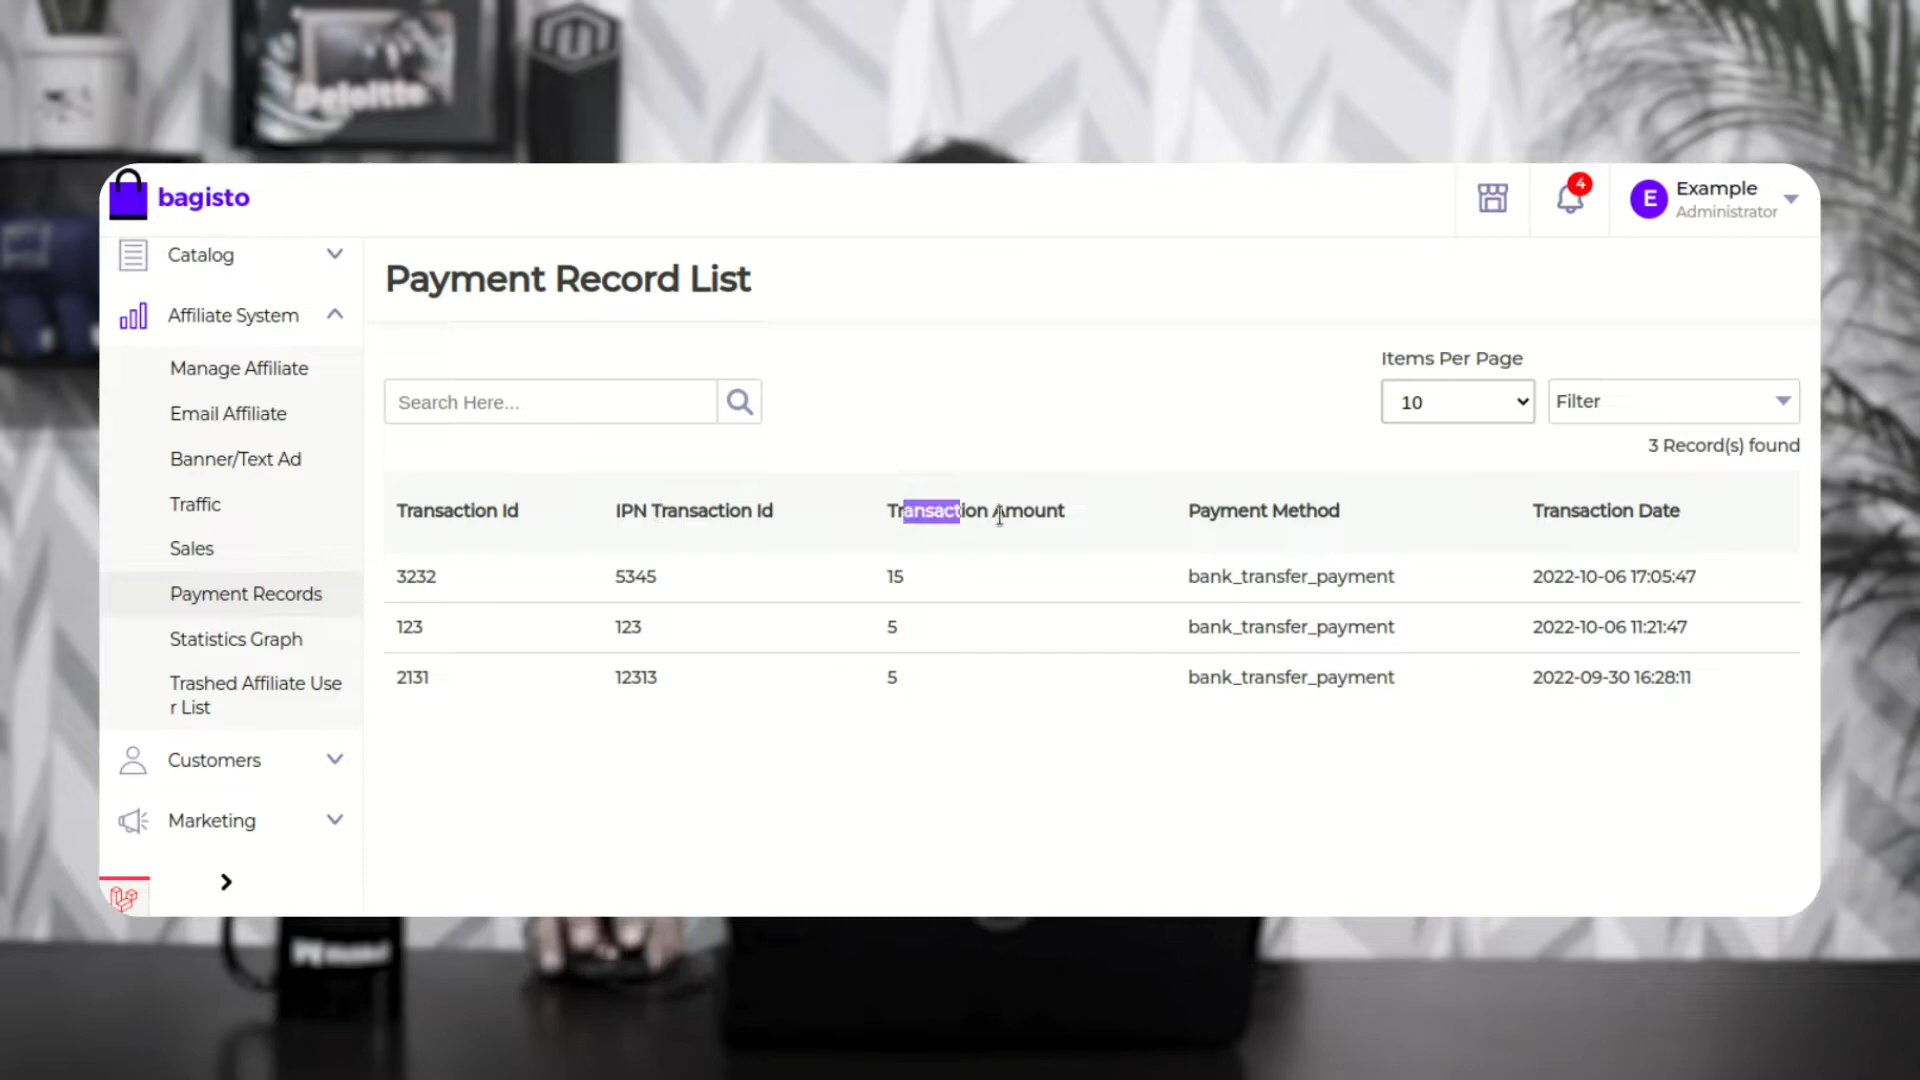 Deloitte
bagisto
4
E
Example
Administrator
Catalog
Affiliate System
Manage Affiliate
Email Affiliate
Banner/Text Ad
Traffic
Sales
Payment Records
Statistics Graph
Trashed Affiliate Use
r List
Customers
Marketing
Payment Record List
Items Per Page
Search Here...
10
Filter
3 Record(s) found
Transaction Id IPN Transaction Id Transaction Amount Payment Method Transaction Date
3232 5345 15 bank_transfer_payment 2022-10-06 17:05:47
123 123 5 bank_transfer_payment 2022-10-06 11:21:47
2131 12313 5 bank_transfer_payment 2022-09-30 16:28:11